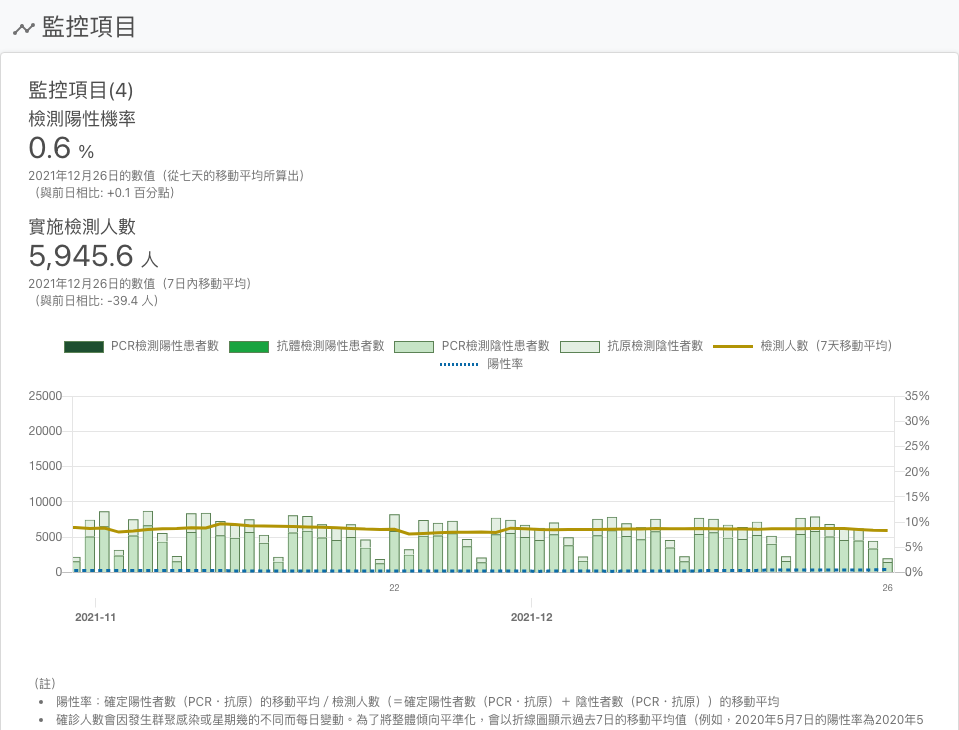 監控項目
監控項目(4)
檢測陽性機率
0.6 %
2021年12月26日的數值（從七天的移動平均所算出）
（與前日相比: +0.1 百分點）
實施檢測人數
5,945.6 人
2021年12月26日的數值（7日內移動平均）
（與前日相比: -39.4 人）
PCR檢測陽性患者數 抗體檢測陽性患者數 PCR檢測陰性患者數 抗原檢測陰性者數 檢測人數（7天移動平均）
陽性率
25000 35%
30%
20000
25%
15000
20%
15%
10000
10%
5000
5%
0 0%
22 26
2021-11 2021-12
（註）
• 陽性率：確定陽性者數（PCR・抗原）的移動平均 / 檢測人數（＝確定陽性者數（PCR・抗原）＋ 陰性者數（PCR・抗原））的移動平均
• 確診人數會因發生群聚感染或星期幾的不同而每日變動。為了將整體傾向平準化，會以折線圖顯示過去7日的移動平均值（例如，2020年5月7日的陽性率為2020年5